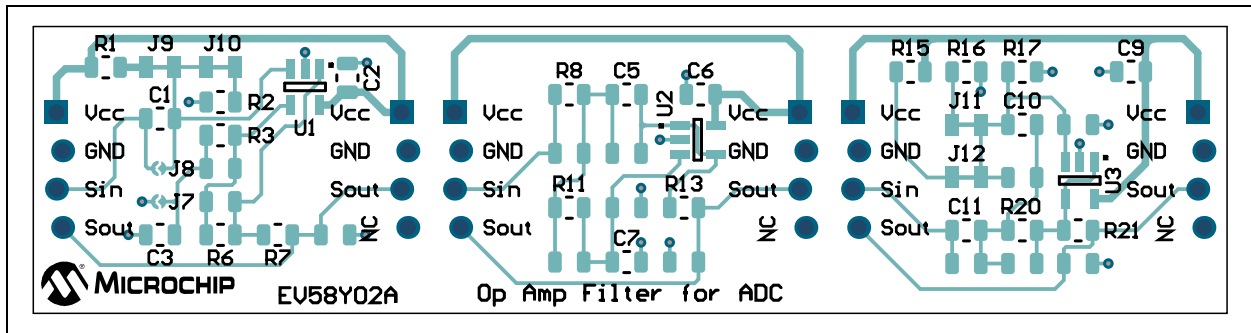 R1 J9 J10
C2
C1
R2
R3
U1
Vcc
GND
Sin
Sout
J8
J7
C3 R6 R7
Vcc
GND
Sout
NC
MICROCHIP
EV58Y02A
R8 C5 C6
U2
Vcc
GND
Sin
Sout
R11 R13
C7
Vcc
GND
Sout
NC
Op Amp Filter for ADC
R15 R16 R17 C9
J11 C10
J12
U3
Vcc
GND
Sin
Sout
C11 R20 R21
Vcc
GND
Sout
NC